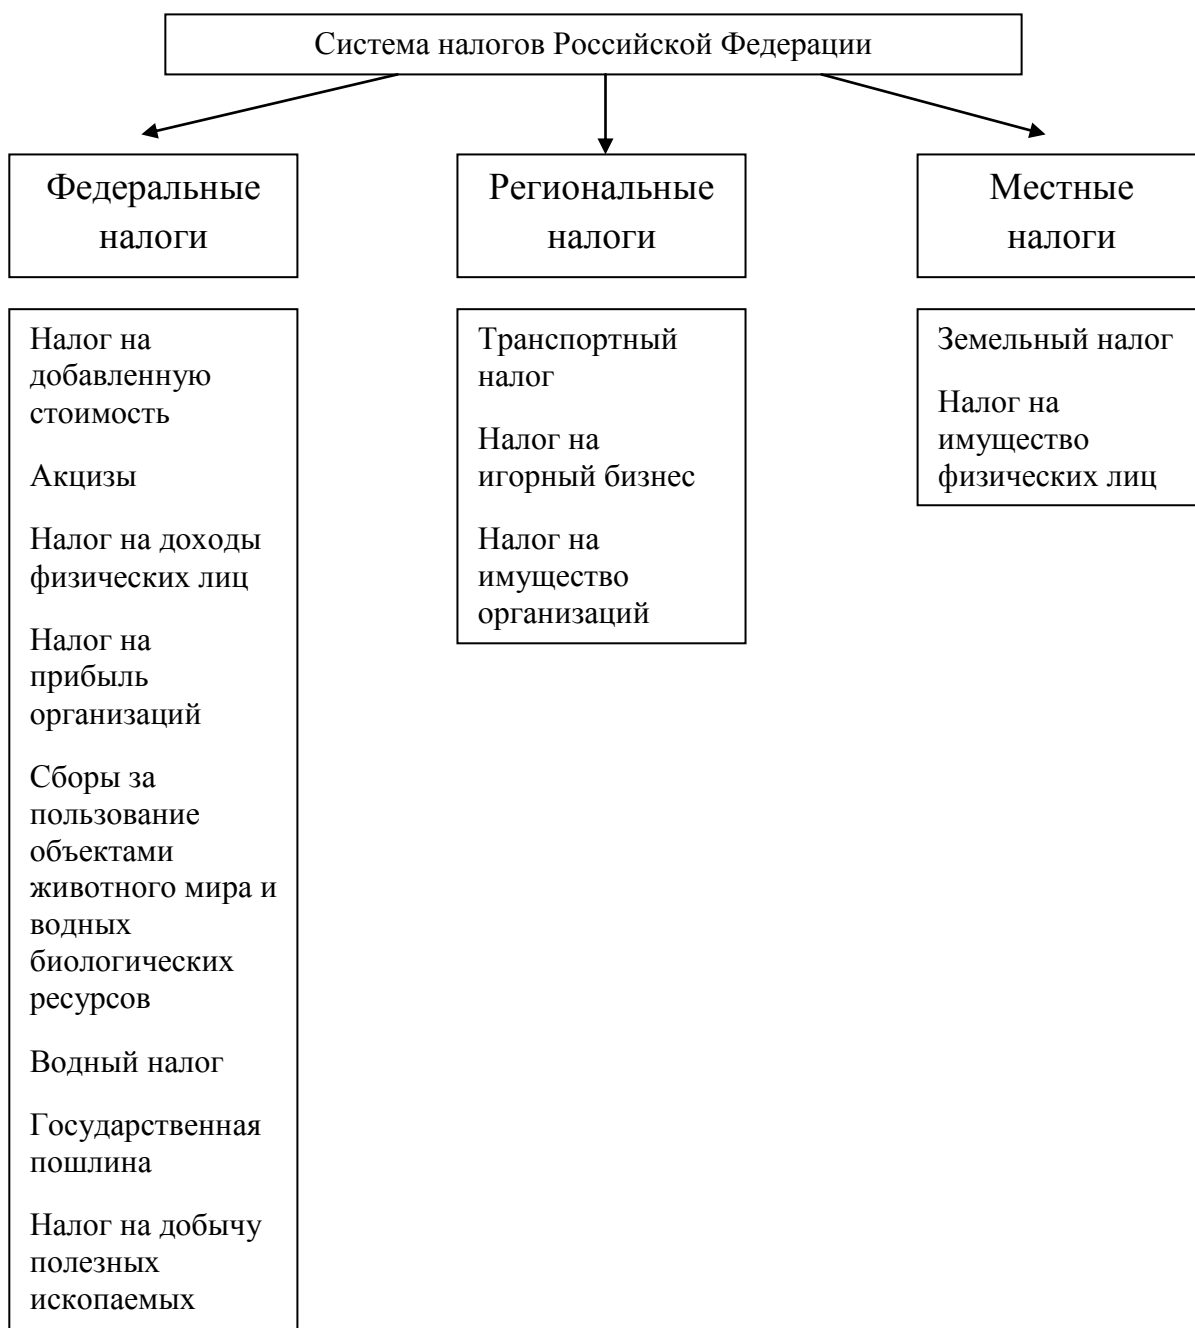 Система налогов Российской Федерации
Федеральные
налоги
Региональные
налоги
Местные
налоги
Налог на
добавленную
стоимость
Акцизы
Налог на доходы
физических лиц
Налог на
прибыль
организаций
Сборы за
пользование
объектами
животного мира и
водных
биологических
ресурсов
Водный налог
Государственная
пошлина
Налог на добычу
полезных
ископаемых
Транспортный
налог
Налог на
игорный бизнес
Налог на
имущество
организаций
Земельный налог
Налог на
имущество
физических лиц